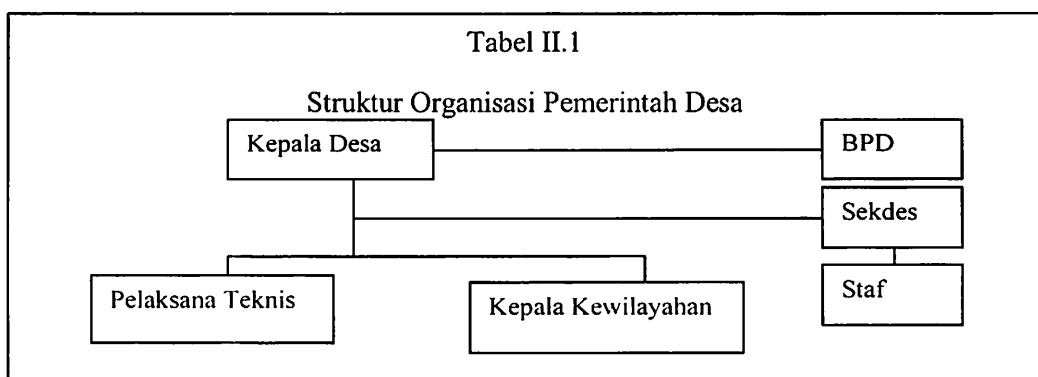 Tabel II.1
Struktur Organisasi Pemerintah Desa
Kepala Desa
BPD
Sekdes
Staf
Pelaksana Teknis
Kepala Kewilayahan